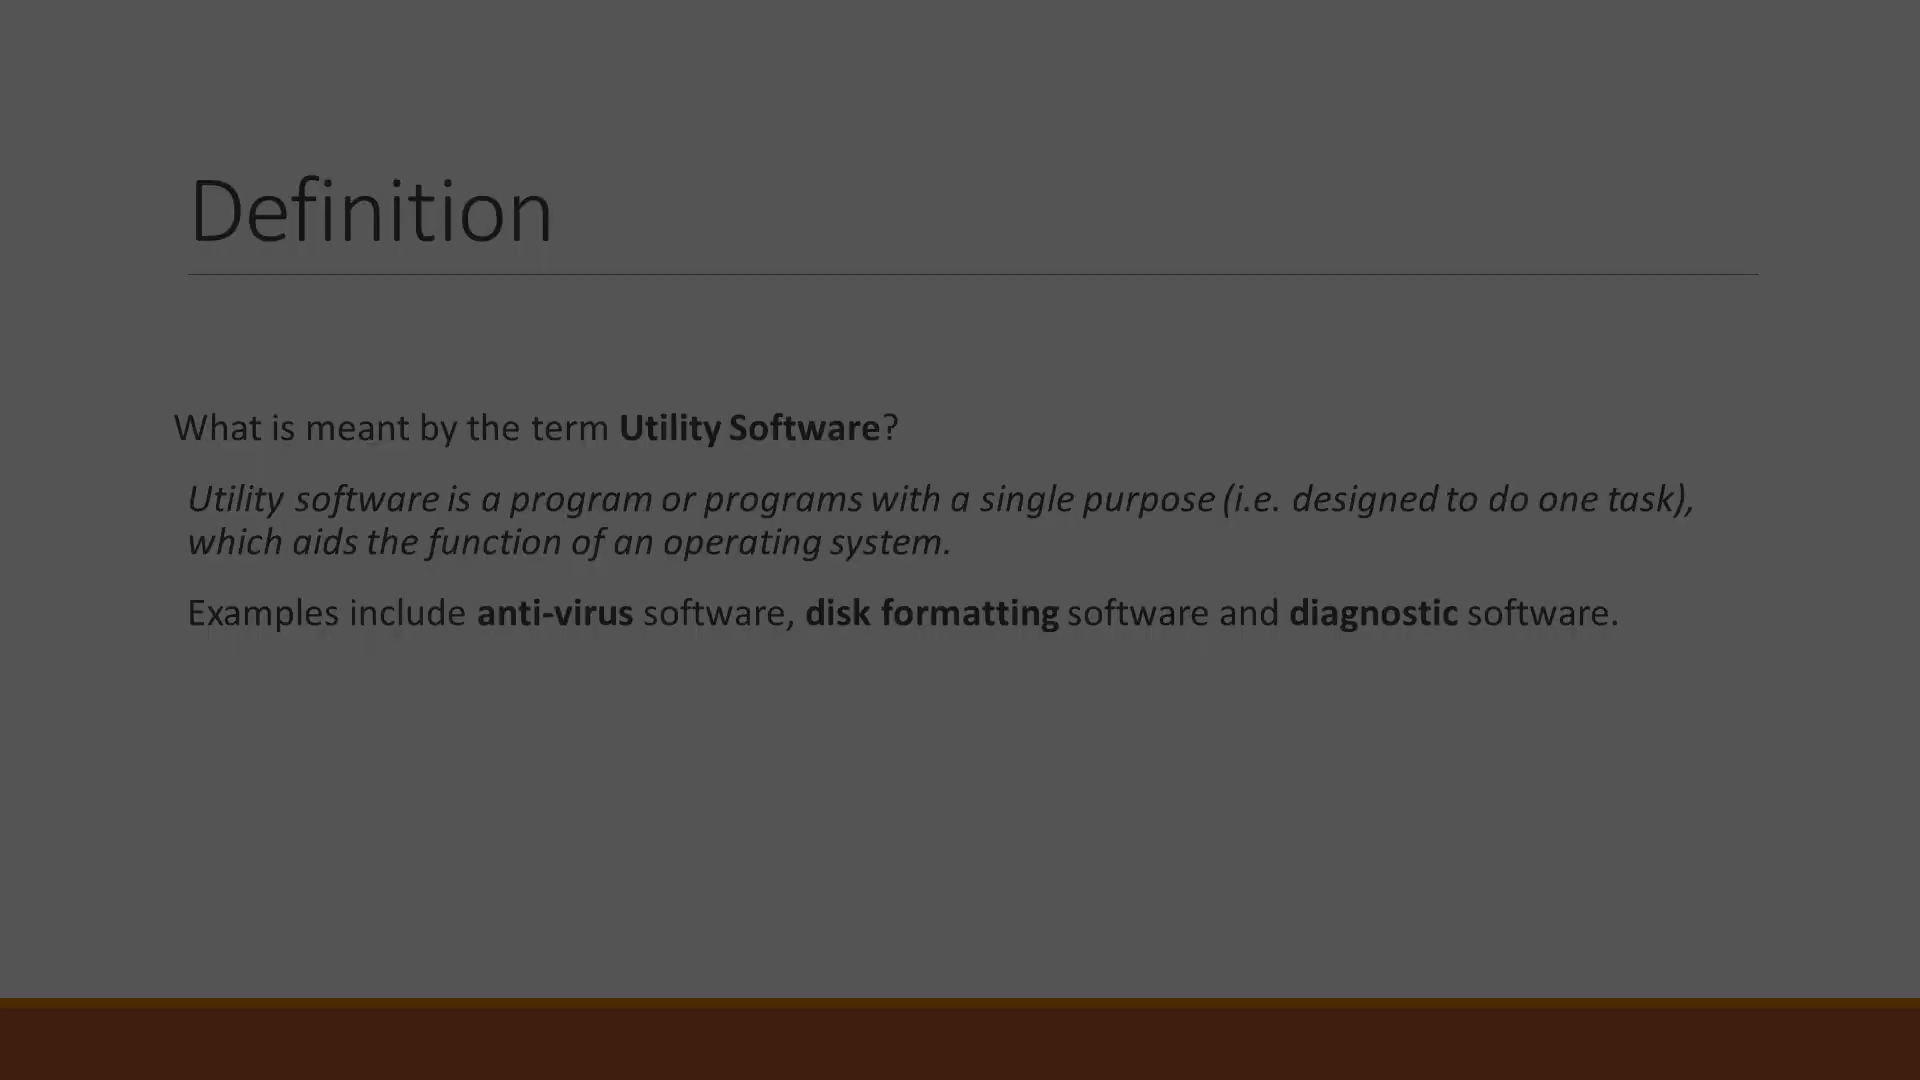 Definition
What is meant by the term Utility Software?
Utility software is a program or programs with a single purpose (i.e. designed to do one task),
which aids the function of an operating system.
Examples include anti-virus software, disk formatting software and diagnostic software.